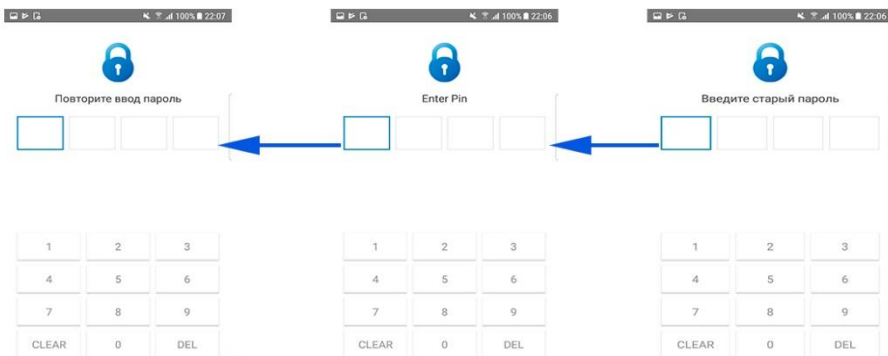 22:07
Повторите ввод пароль
1 2 3
4 5 6
7 8 9
CLEAR 0 DEL
100% 22:06
Enter Pin
1 2 3
4 5 6
7 8 9
CLEAR 0 DEL
100% 22:06
Введите старый пароль
1 2 3
4 5 6
7 8 9
CLEAR 0 DEL